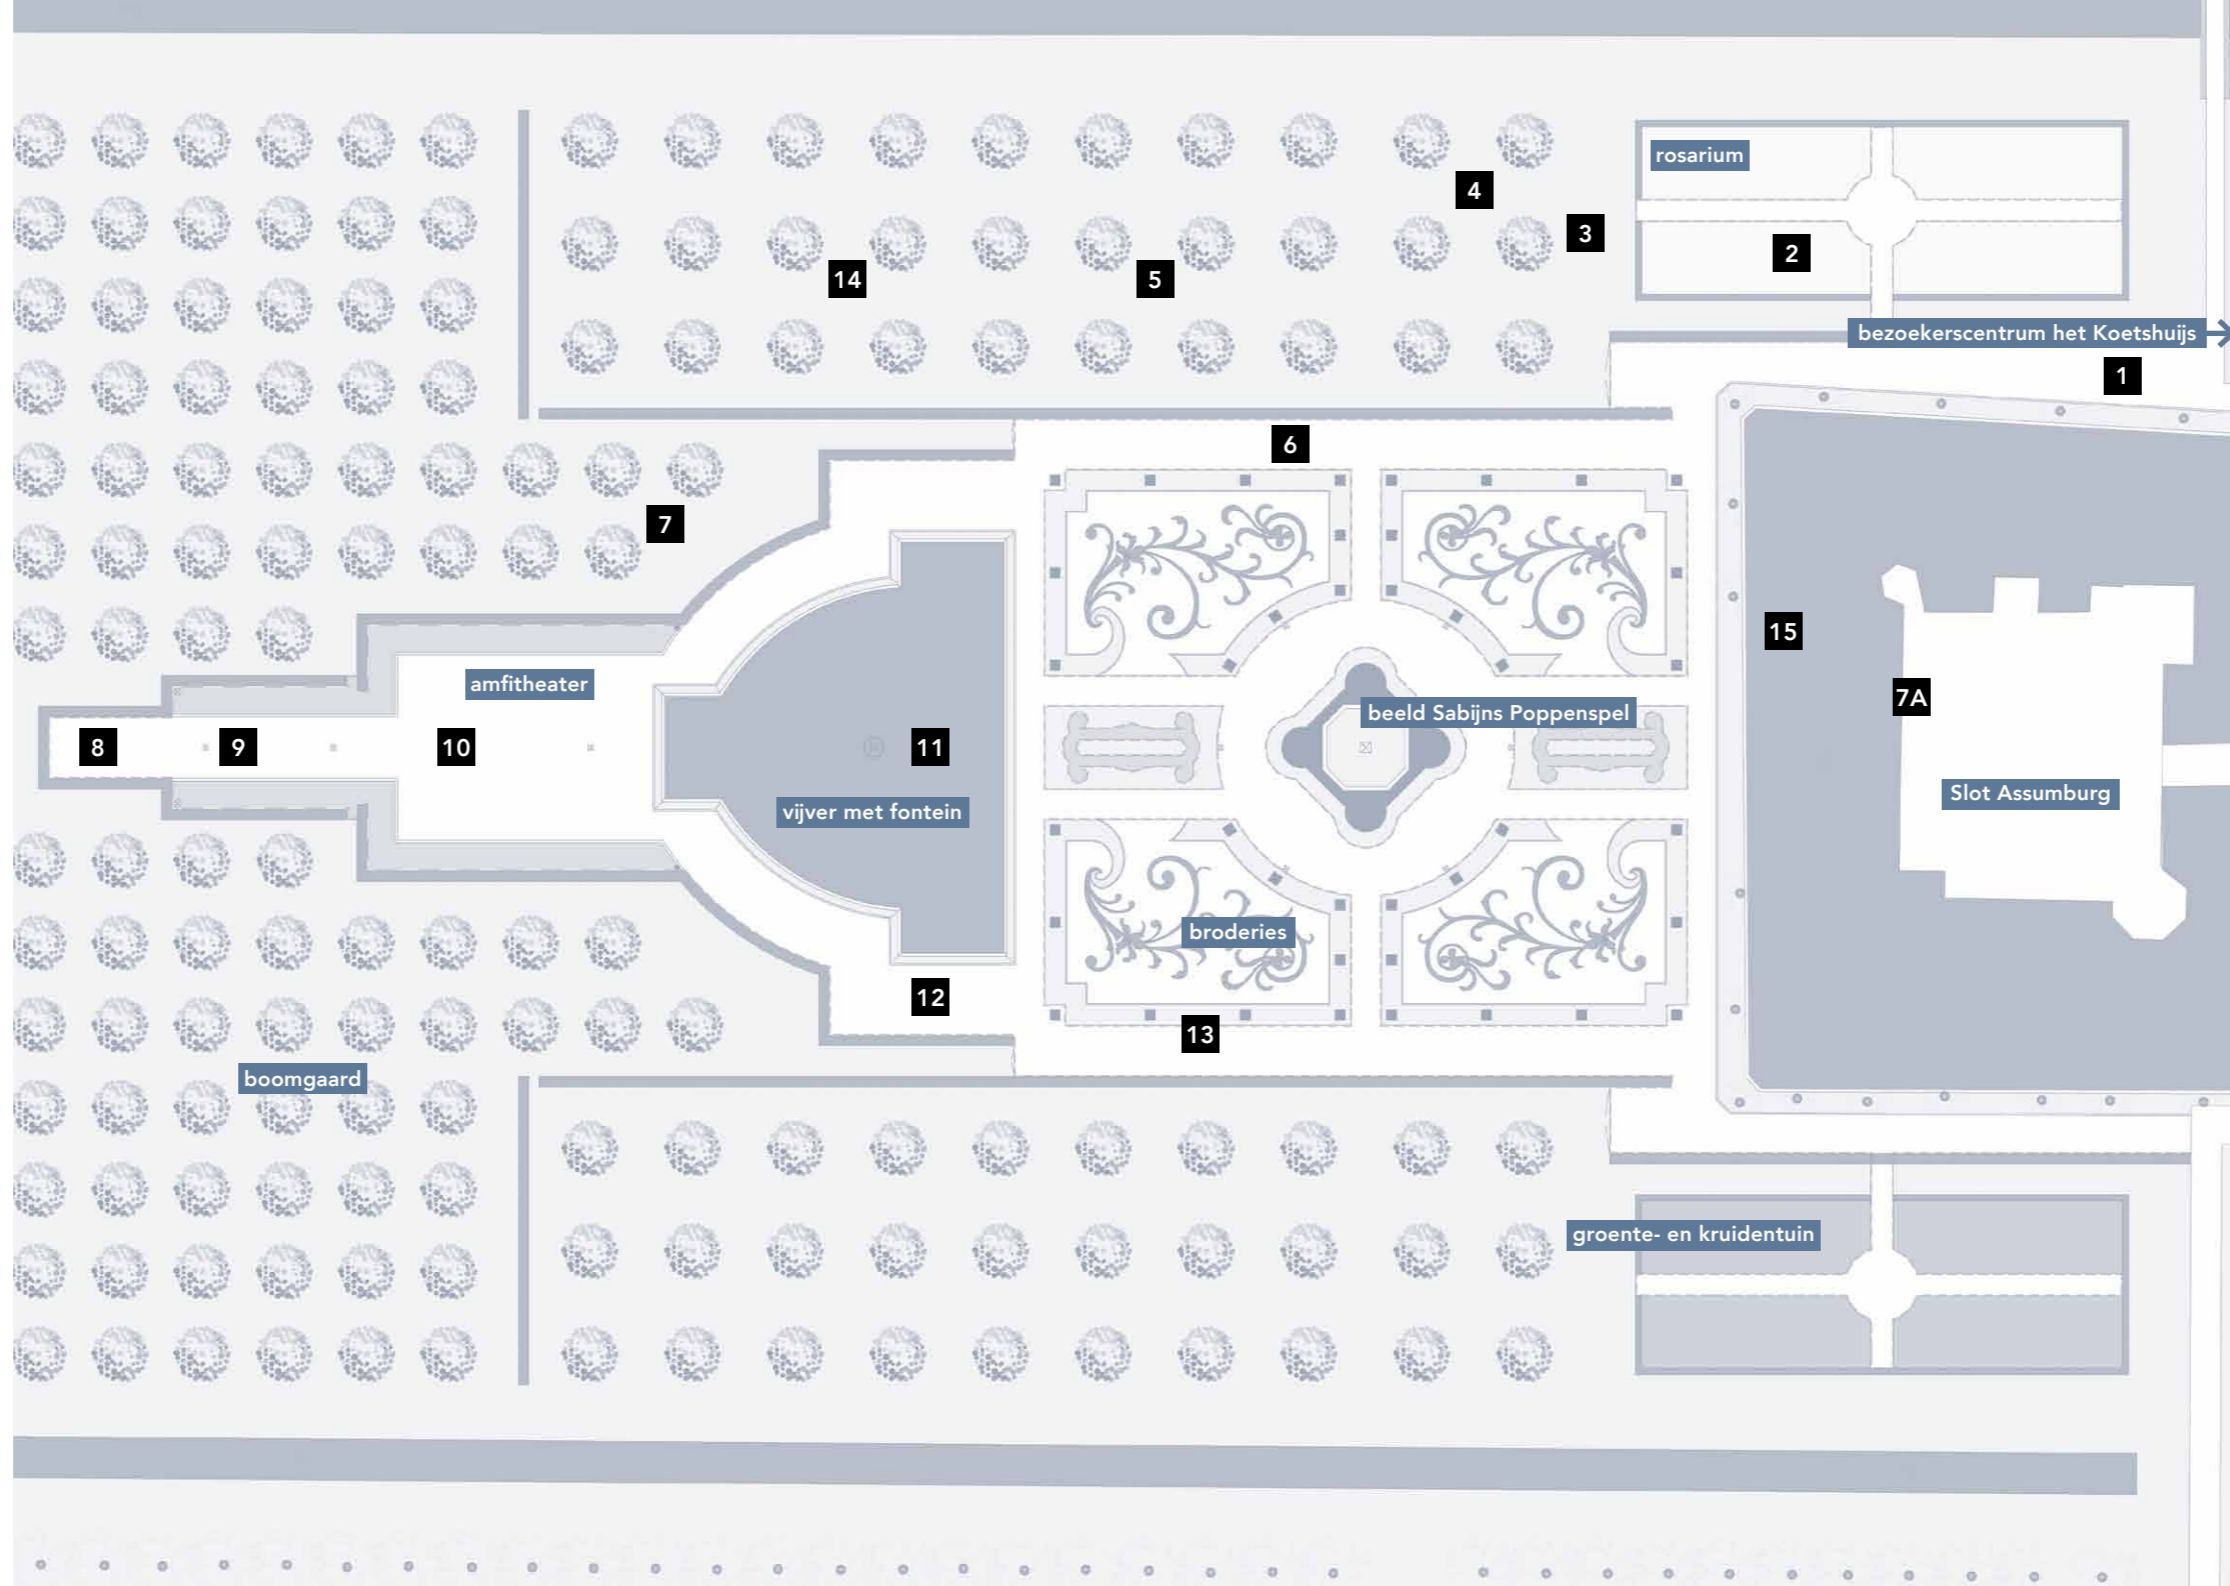 rosarium
4
3
2
14
5
bezoekerscentrum het Koetshuijs
1
6
7
15
amfitheater
7A
beeld Sabijns Poppenspel
8
9
10
11
Slot Assumburg
vijver met fontein
broderies
12
13
boomgaard
groente- en kruidentuin